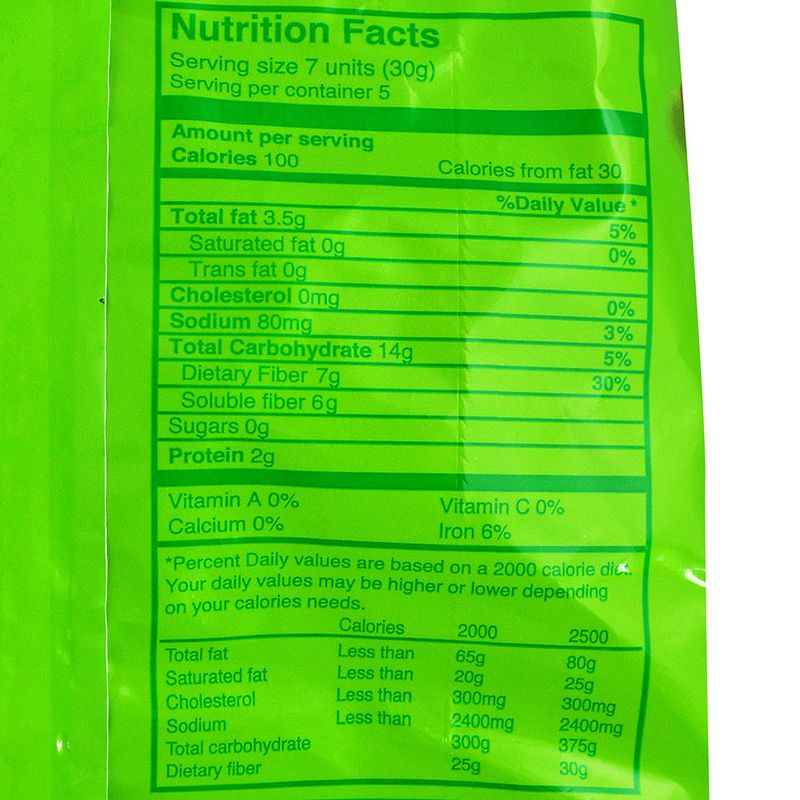 Nutrition Facts
Serving size 7 units (30g)
Serving per container 5
Amount per serving
Calories 100 Calories from fat 30
%Daily Value *
Total fat 3.5g 5%
Saturated fat 0g 0%
Trans fat 0g
Cholesterol 0mg 0%
Sodium 80mg 3%
Total Carbohydrate 14g 5%
Dietary Fiber 7g 30%
Soluble fiber 6g
Sugars 0g
Protein 2g
Vitamin A 0% Vitamin C 0%
Calcium 0% Iron 6%
*Percent Daily values are based on a 2000 calorie diet.
Your daily values may be higher or lower depending
on your calories needs.
Calories 2000 2500
Total fat Less than 65g 80g
Saturated fat Less than 20g 25g
Cholesterol Less than 300mg 300mg
Sodium Less than 2400mg 2400mg
Total carbohydrate 300g 375g
Dietary fiber 25g 30g